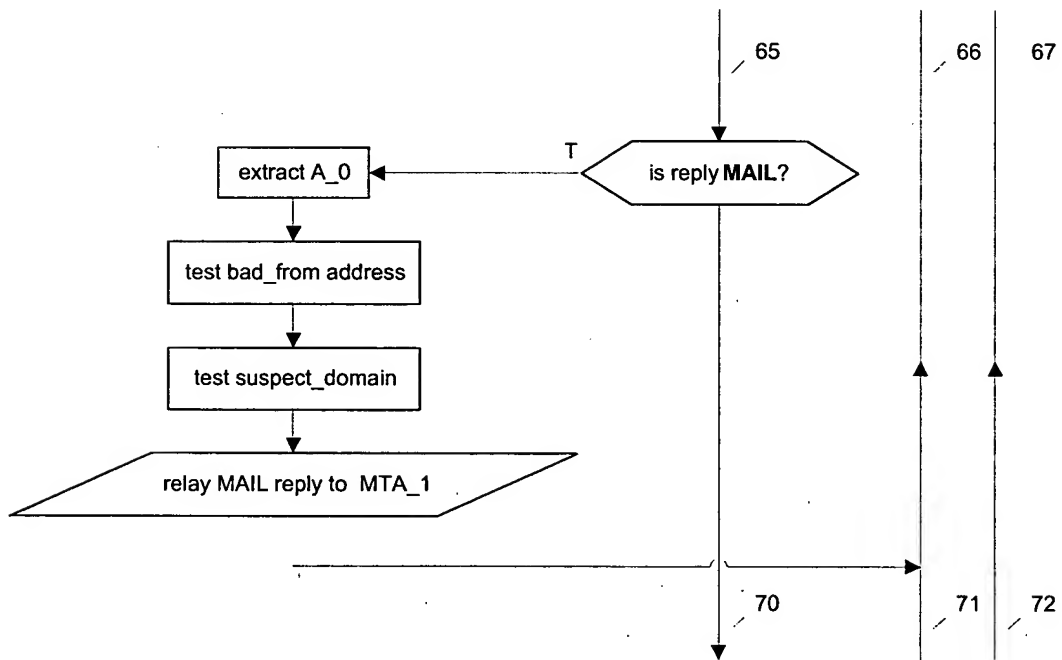 65
66
67
T
is reply MAIL?
extract A_0
test bad_from address
test suspect_domain
relay MAIL reply to MTA_1
70
71
72